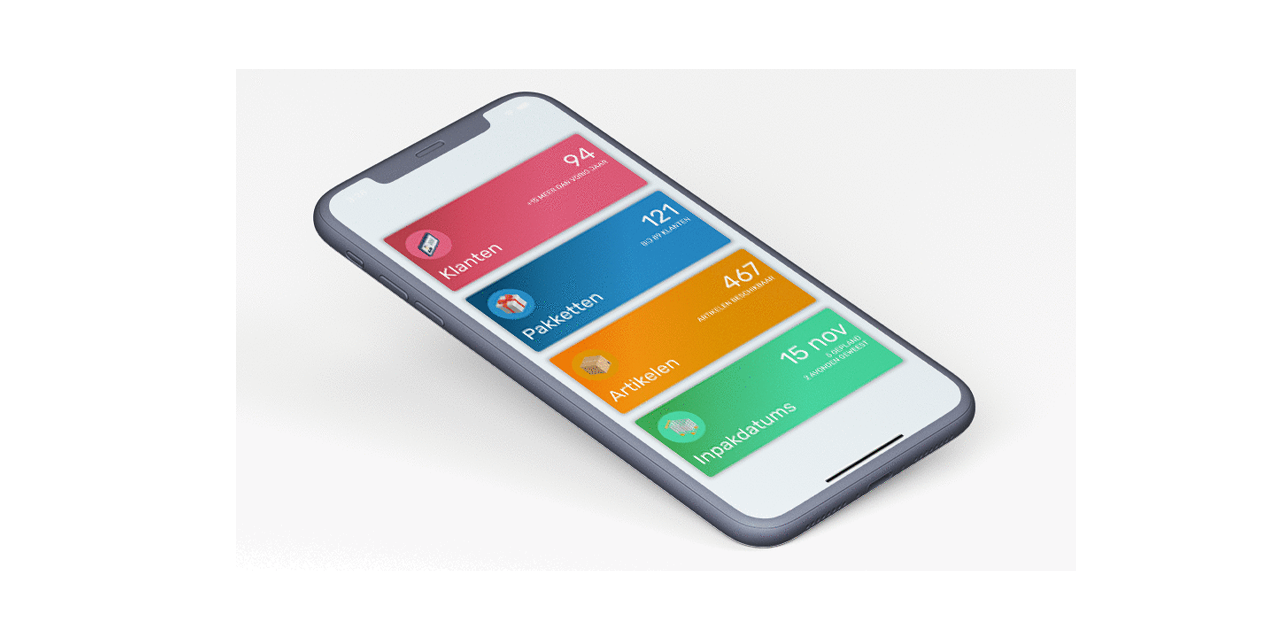 94
+15 MEER DAN VORIG JAAR
Klanten
121
BIJ 89 KLANTEN
Pakketten
467
ARTIKELEN BESCHIKBAAR
Artikelen
15 nov
5 GEPLAND
3 AVONDEN GEWEEST
Inpakdatums